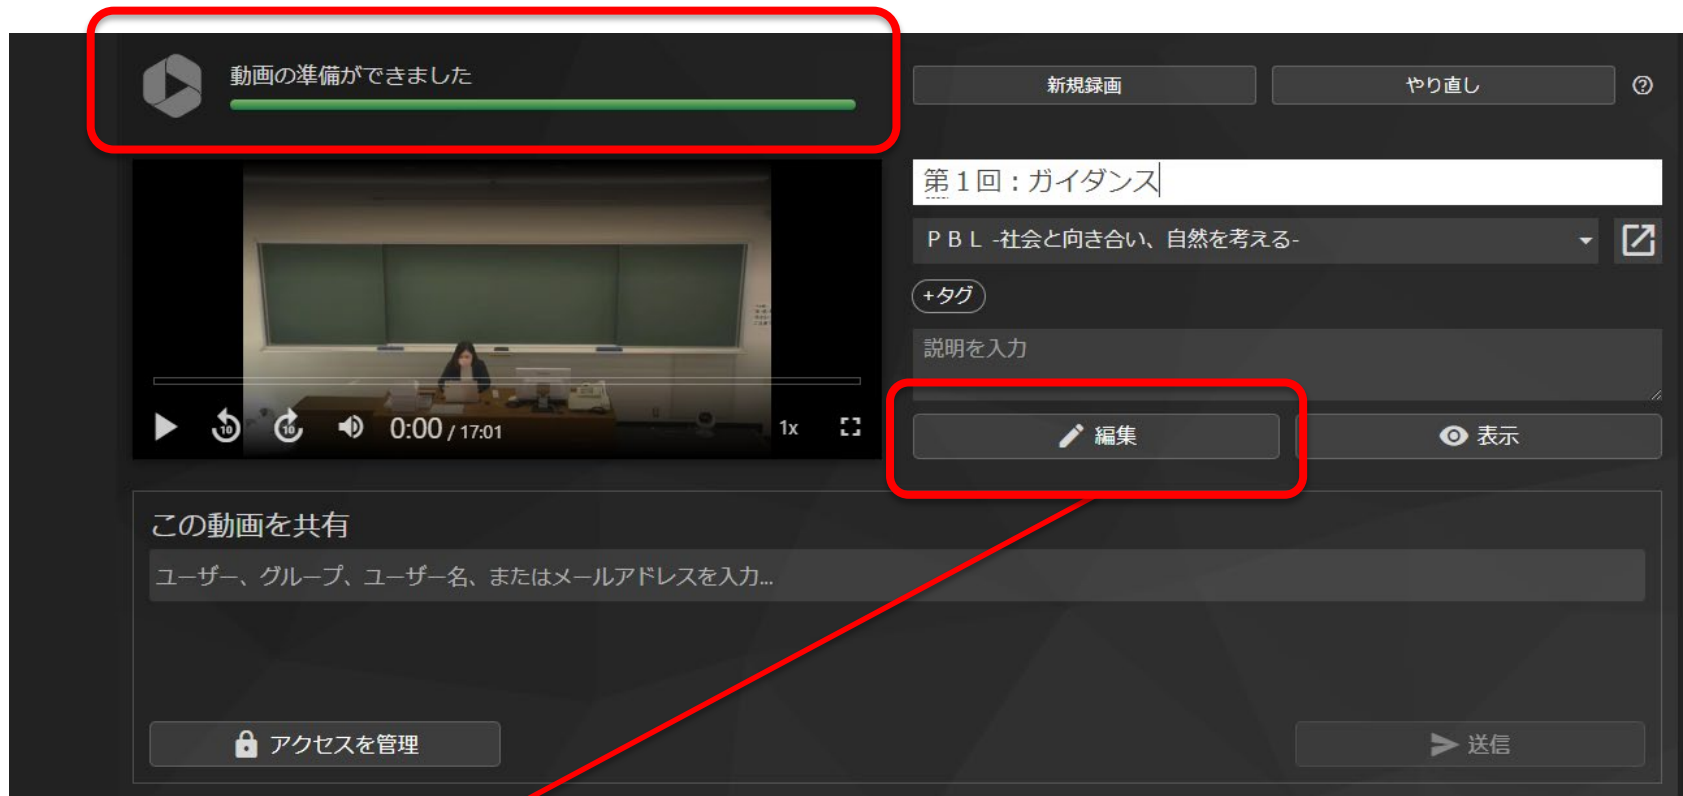 動画の準備ができました
新規録画
やり直し
第１回：ガイダンス
ＰＢＬ -社会と向き合い、自然を考える-
+タグ
説明を入力
10
10
0:00 / 17:01
1x
編集
表示
この動画を共有
ユーザー、グループ、ユーザー名、またはメールアドレスを入力...
アクセスを管理
送信